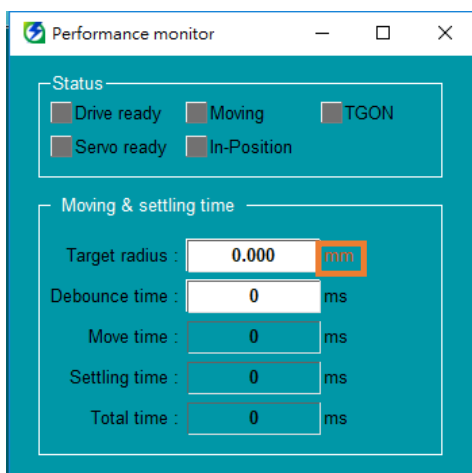 Performance monitor
Status
Drive ready Moving TGON
Servo ready In-Position
Moving & settling time
Target radius : 0.000 mm
Debounce time : 0 ms
Move time : 0 ms
Settling time : 0 ms
Total time : 0 ms